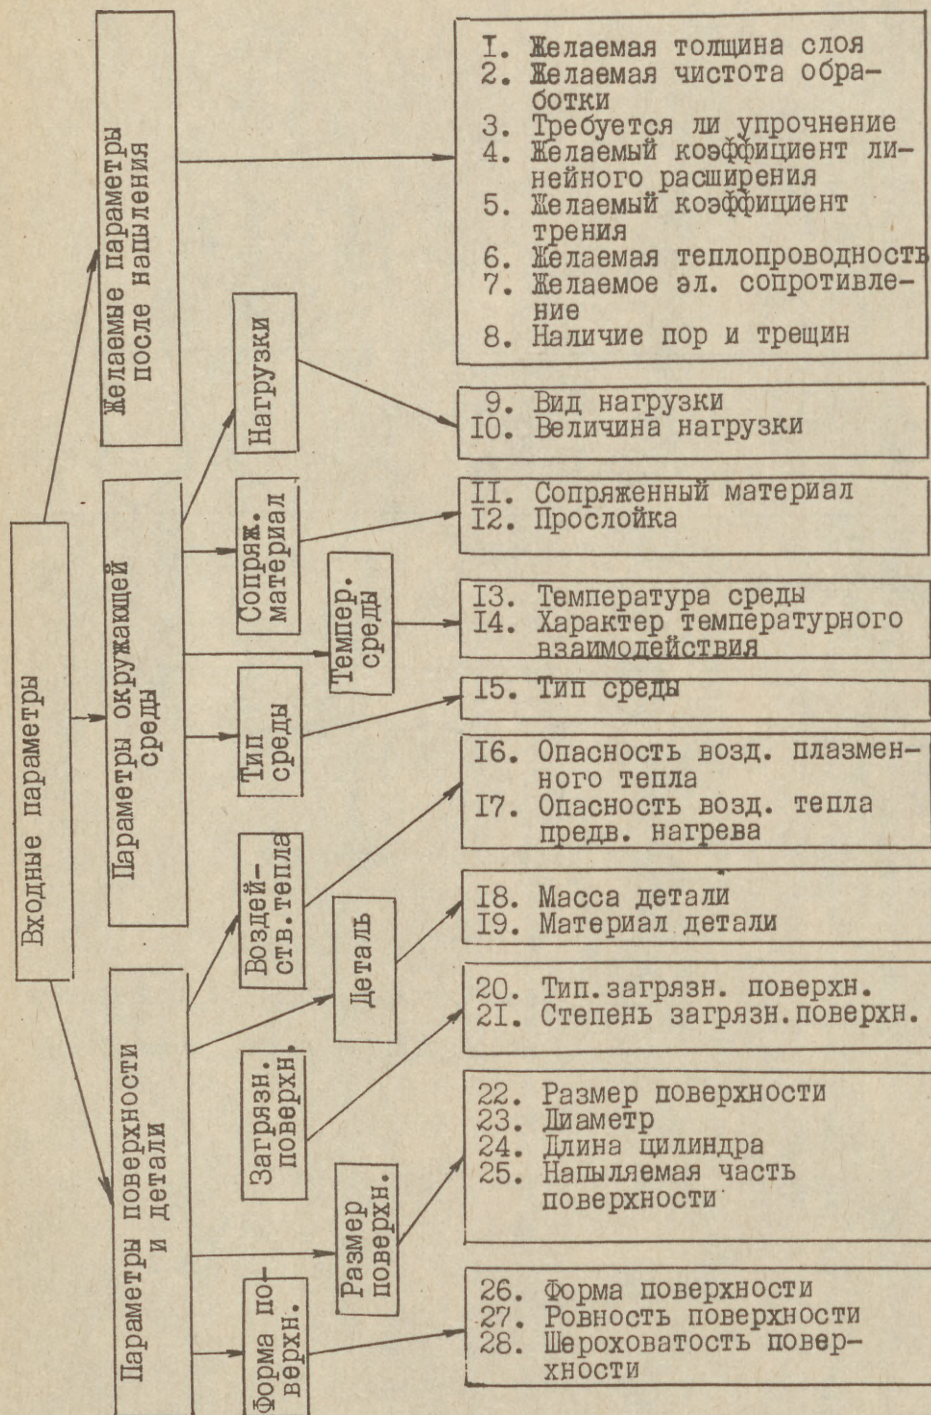 Входные параметры
Желаемые параметры
после напыления
Параметры окружающей
среды
Параметры поверхности
и детали
Нагрузки
Сопряж.
материал
Темпер.
среды
Тип
среды
Воздей-
ств.тепла
Деталь
Загрязн.
поверхн.
Размер
поверхн.
Форма по-
верхн.
I. Желаемая толщина слоя
2. Желаемая чистота обра-
ботки
3. Требуется ли упрочнение
4. Желаемый коэффициент ли-
нейного расширения
5. Желаемый коэффициент
трения
6. Желаемая теплопроводность
7. Желаемое эл. сопротивле-
ние
8. Наличие пор и трещин
9. Вид нагрузки
I0. Величина нагрузки
II. Сопряженный материал
I2. Прослойка
I3. Температура среды
I4. Характер температурного
взаимодействия
I5. Тип среды
I6. Опасность возд. плазмен-
ного тепла
I7. Опасность возд. тепла
предв. нагрева
I8. Масса детали
I9. Материал детали
20. Тип.загрязн. поверхн.
2I. Степень загрязн.поверхн.
22. Размер поверхности
23. Диаметр
24. Длина цилиндра
25. Напыляемая часть
поверхности
26. Форма поверхности
27. Ровность поверхности
28. Шероховатость повер-
хности